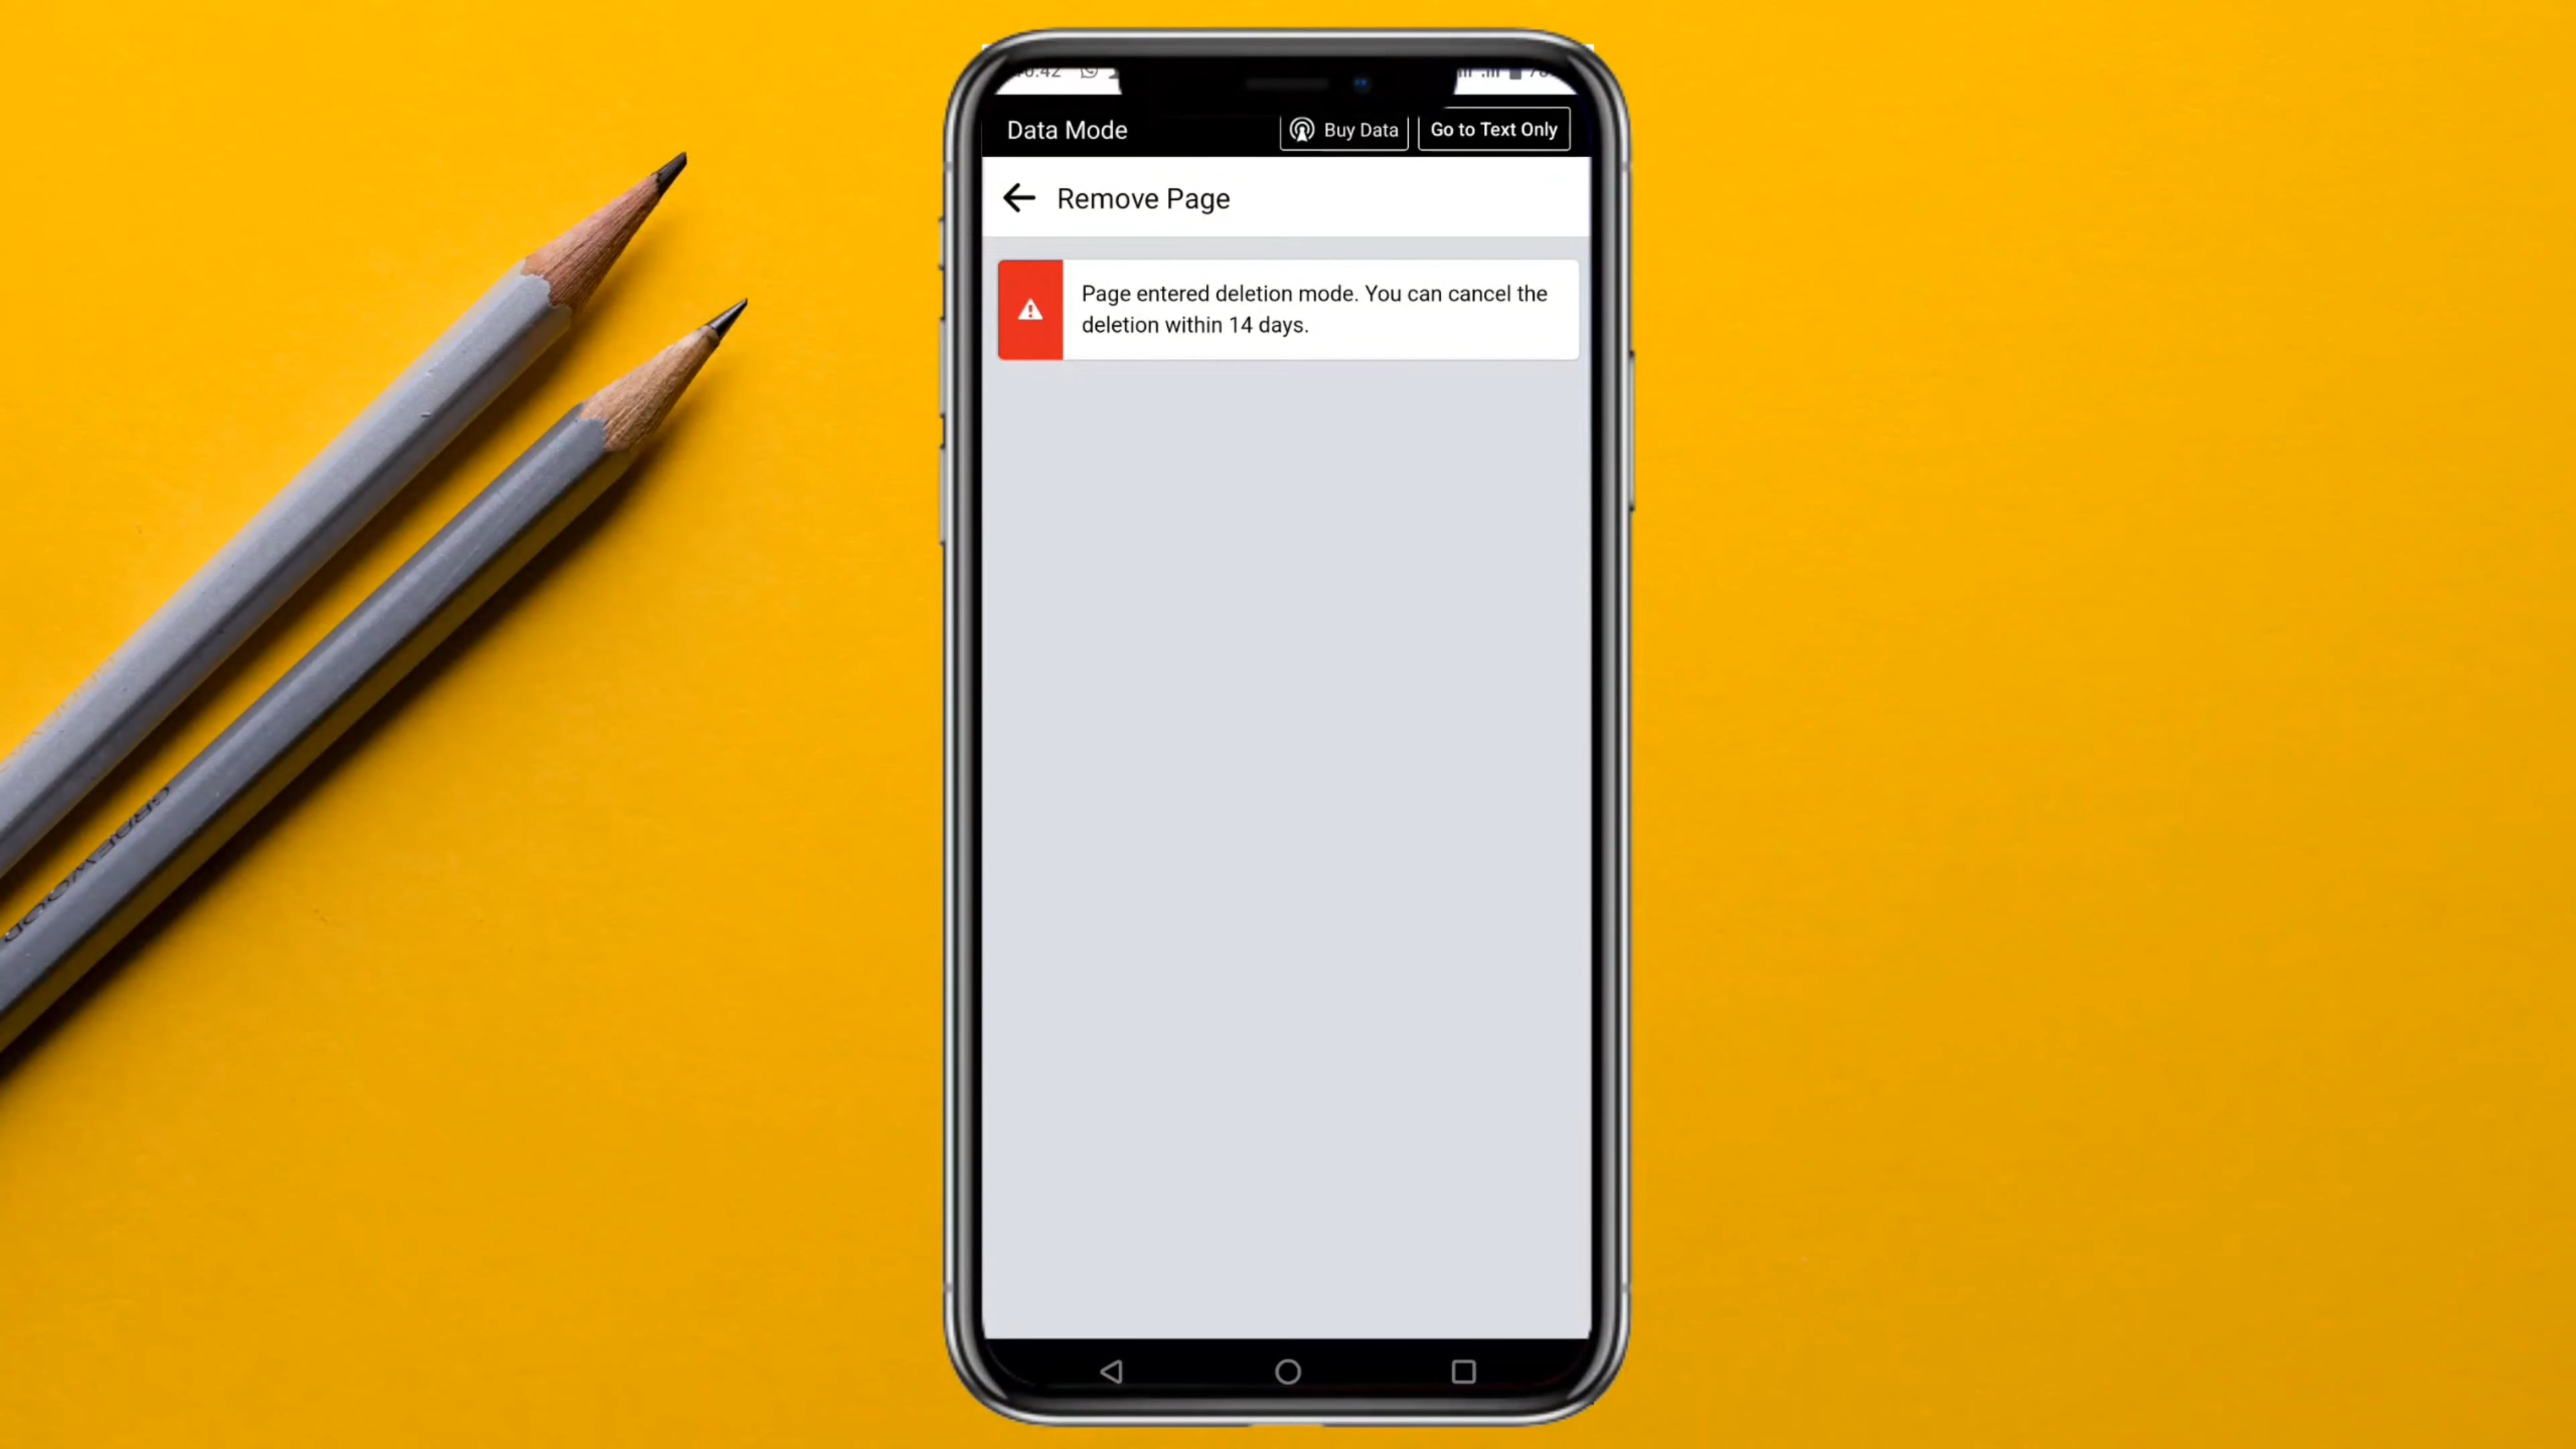 Data Mode
Buy Data
Go to Text Only
Remove Page
Page entered deletion mode. You can cancel the
deletion within 14 days.